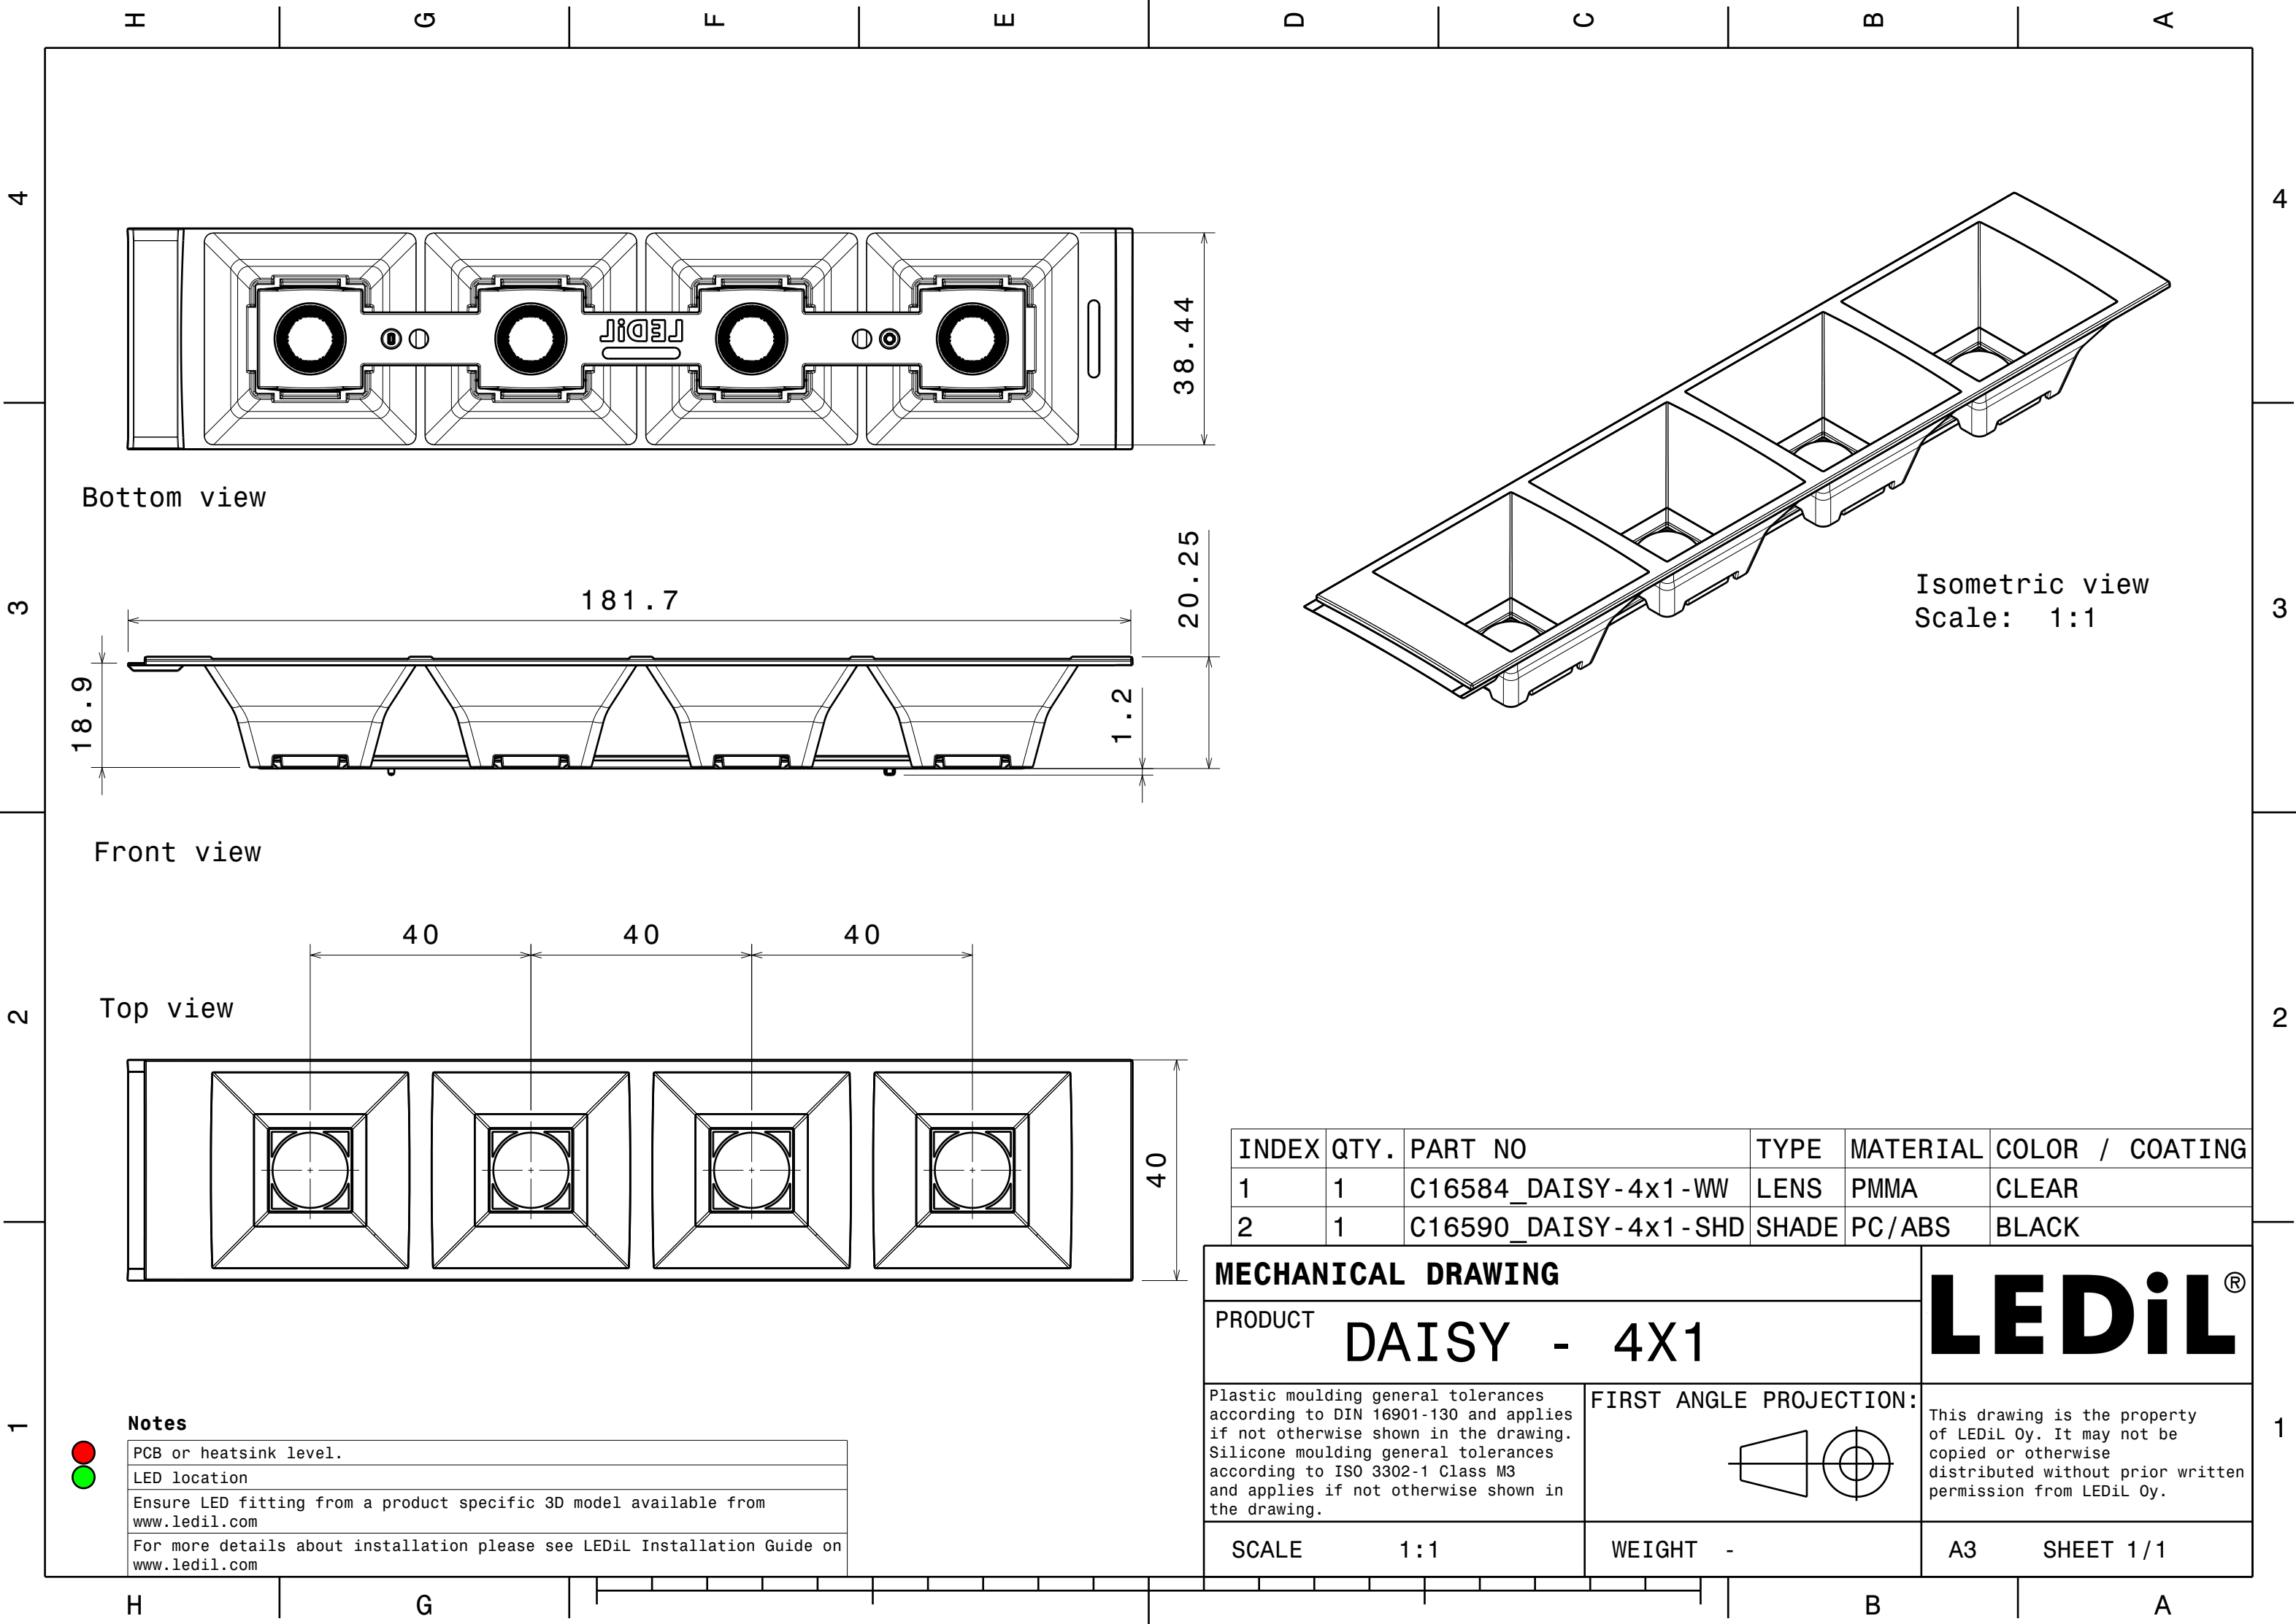 H G F E D C B A
4 4
38.44
LEDiL
Bottom view
181.7
20.25
18.9
1.2
Isometric view
Scale: 1:1
3 3
Front view
40 40 40
Top view
2 2
40
INDEX QTY. PART NO TYPE MATERIAL COLOR / COATING
1 1 C16584_DAISY-4x1-WW LENS PMMA CLEAR
2 1 C16590_DAISY-4x1-SHD SHADE PC/ABS BLACK
MECHANICAL DRAWING
PRODUCT DAISY - 4X1
LEDiL®
Plastic moulding general tolerances
according to DIN 16901-130 and applies
if not otherwise shown in the drawing.
Silicone moulding general tolerances
according to ISO 3302-1 Class M3
and applies if not otherwise shown in
the drawing.
FIRST ANGLE PROJECTION:
This drawing is the property
of LEDiL Oy. It may not be
copied or otherwise
distributed without prior written
permission from LEDiL Oy.
SCALE 1:1 WEIGHT - A3 SHEET 1/1
1 1
Notes
PCB or heatsink level.
LED location
Ensure LED fitting from a product specific 3D model available from
www.ledil.com
For more details about installation please see LEDiL Installation Guide on
www.ledil.com
H G B A